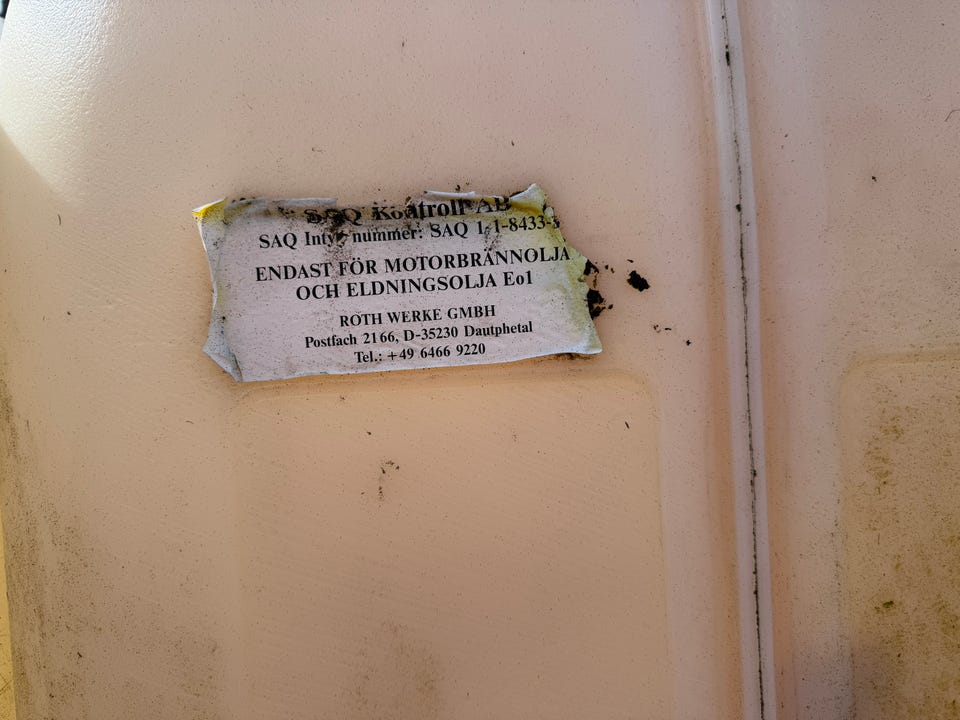 SAQ Kontroll AB
SAQ Intyg nummer: SAQ 1-1-8433-
ENDAST FÖR MOTORBRÄNNOLJA
OCH ELDNINGSOLJA Eo1
ROTH WERKE GMBH
Postfach 2166, D-35230 Dautphetal
Tel.: +49 6466 9220